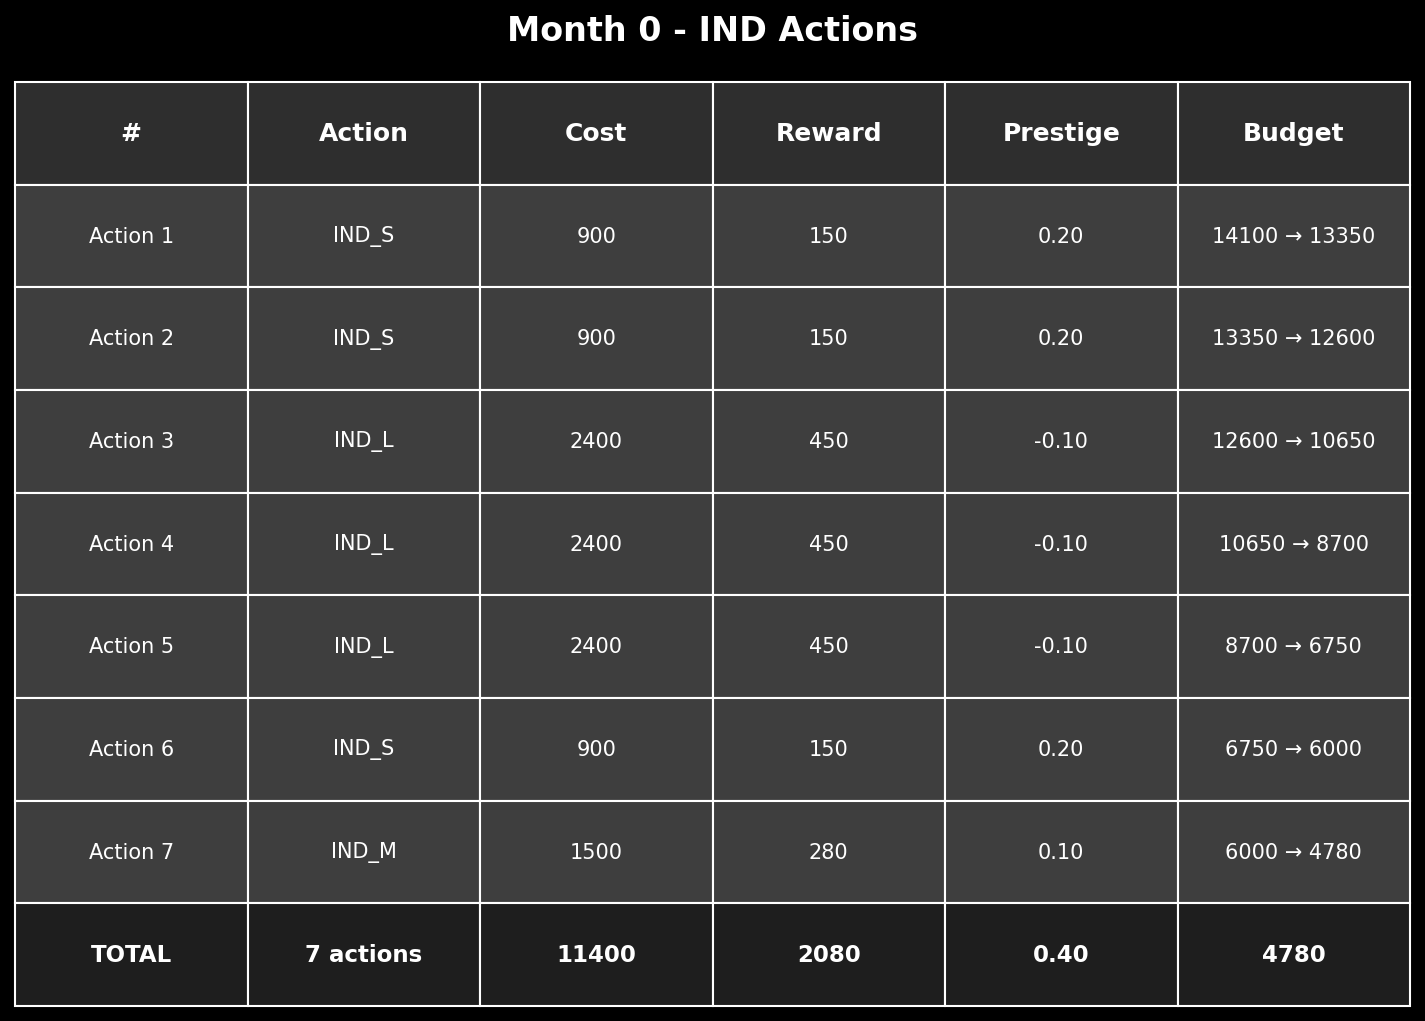 Month 0 - IND Actions
# Action Cost Reward Prestige Budget
Action 1 IND_S 900 150 0.20 14100 → 13350
Action 2 IND_S 900 150 0.20 13350 → 12600
Action 3 IND_L 2400 450 -0.10 12600 → 10650
Action 4 IND_L 2400 450 -0.10 10650 → 8700
Action 5 IND_L 2400 450 -0.10 8700 → 6750
Action 6 IND_S 900 150 0.20 6750 → 6000
Action 7 IND_M 1500 280 0.10 6000 → 4780
TOTAL 7 actions 11400 2080 0.40 4780